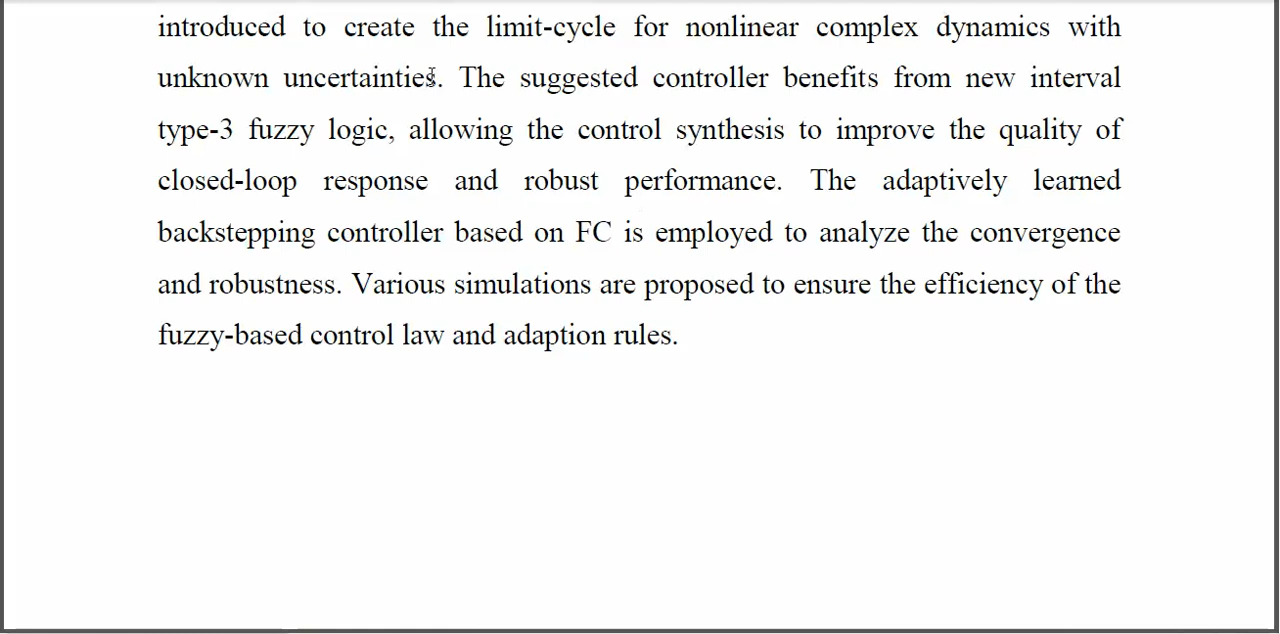 introduced to create the limit-cycle for nonlinear complex dynamics with
unknown uncertainties. The suggested controller benefits from new interval
type-3 fuzzy logic, allowing the control synthesis to improve the quality of
closed-loop response and robust performance. The adaptively learned
backstepping controller based on FC is employed to analyze the convergence
and robustness. Various simulations are proposed to ensure the efficiency of the
fuzzy-based control law and adaption rules.